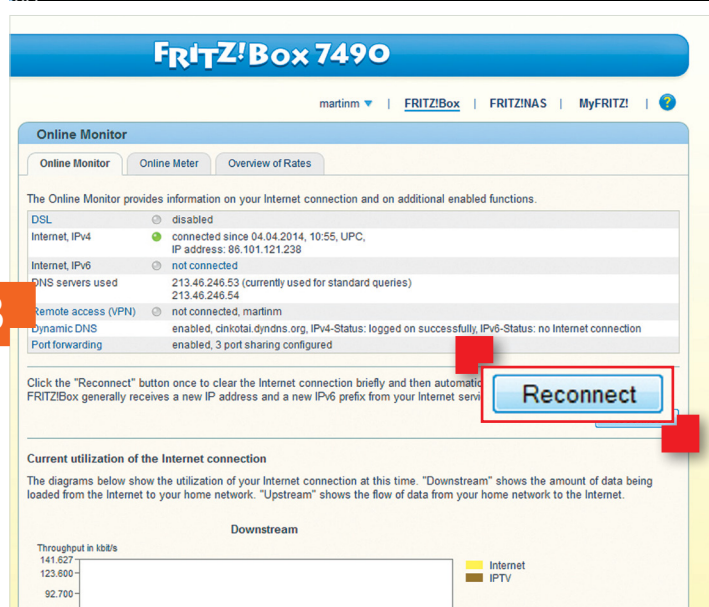 FRITZ!Box 7490
martinm | FRITZ!Box | FRITZ!NAS | MyFRITZ! | ?
Online Monitor
Online Monitor Online Meter Overview of Rates
The Online Monitor provides information on your Internet connection and on additional enabled functions.
DSL disabled
Internet, IPv4 connected since 04.04.2014, 10:55, UPC,
IP address: 86.101.121.238
Internet, IPv6 not connected
DNS servers used 213.46.246.53 (currently used for standard queries)
213.46.246.54
Remote access (VPN) not connected, martinm
Dynamic DNS enabled, cinkotai.dyndns.org, IPv4-Status: logged on successfully, IPv6-Status: no Internet connection
Port forwarding enabled, 3 port sharing configured
Click the "Reconnect" button once to clear the Internet connection briefly and then automatic
FRITZ!Box generally receives a new IP address and a new IPv6 prefix from your Internet servi
Reconnect
Current utilization of the Internet connection
The diagrams below show the utilization of your Internet connection at this time. "Downstream" shows the amount of data being
loaded from the Internet to your home network. "Upstream" shows the flow of data from your home network to the Internet.
Downstream
Throughput in kbit/s
141.627
123.600
92.700
Internet
IPTV